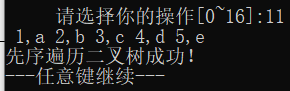 请选择你的操作[0~16]:11
1,a 2,b 3,c 4,d 5,e
先序遍历二叉树成功!
---任意键继续---